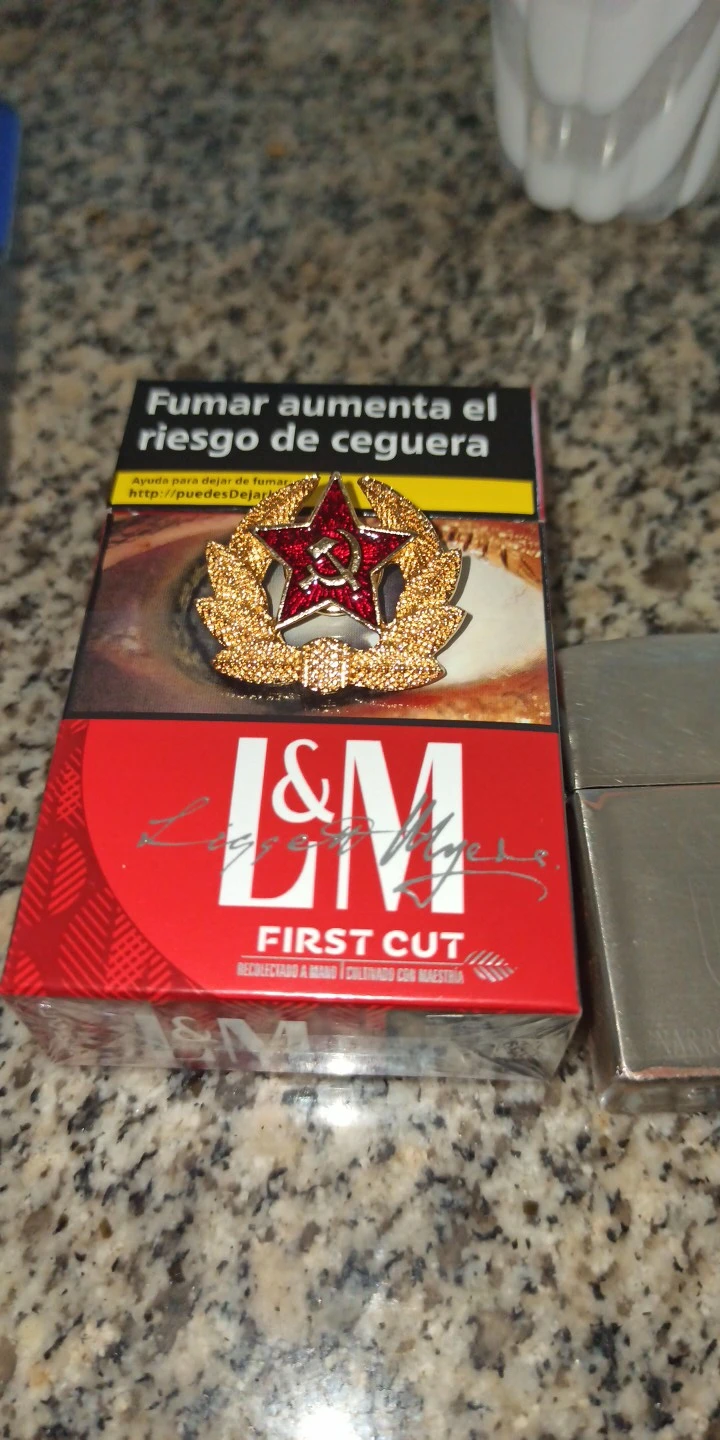 Fumar aumenta el
riesgo de ceguera
Ayuda para dejar de fumar
http://puedesDejar
L&M
Liggett & Myers
FIRST CUT
RECOLECTADO A MANO | CULTIVADO CON MAESTRÍA
L&M